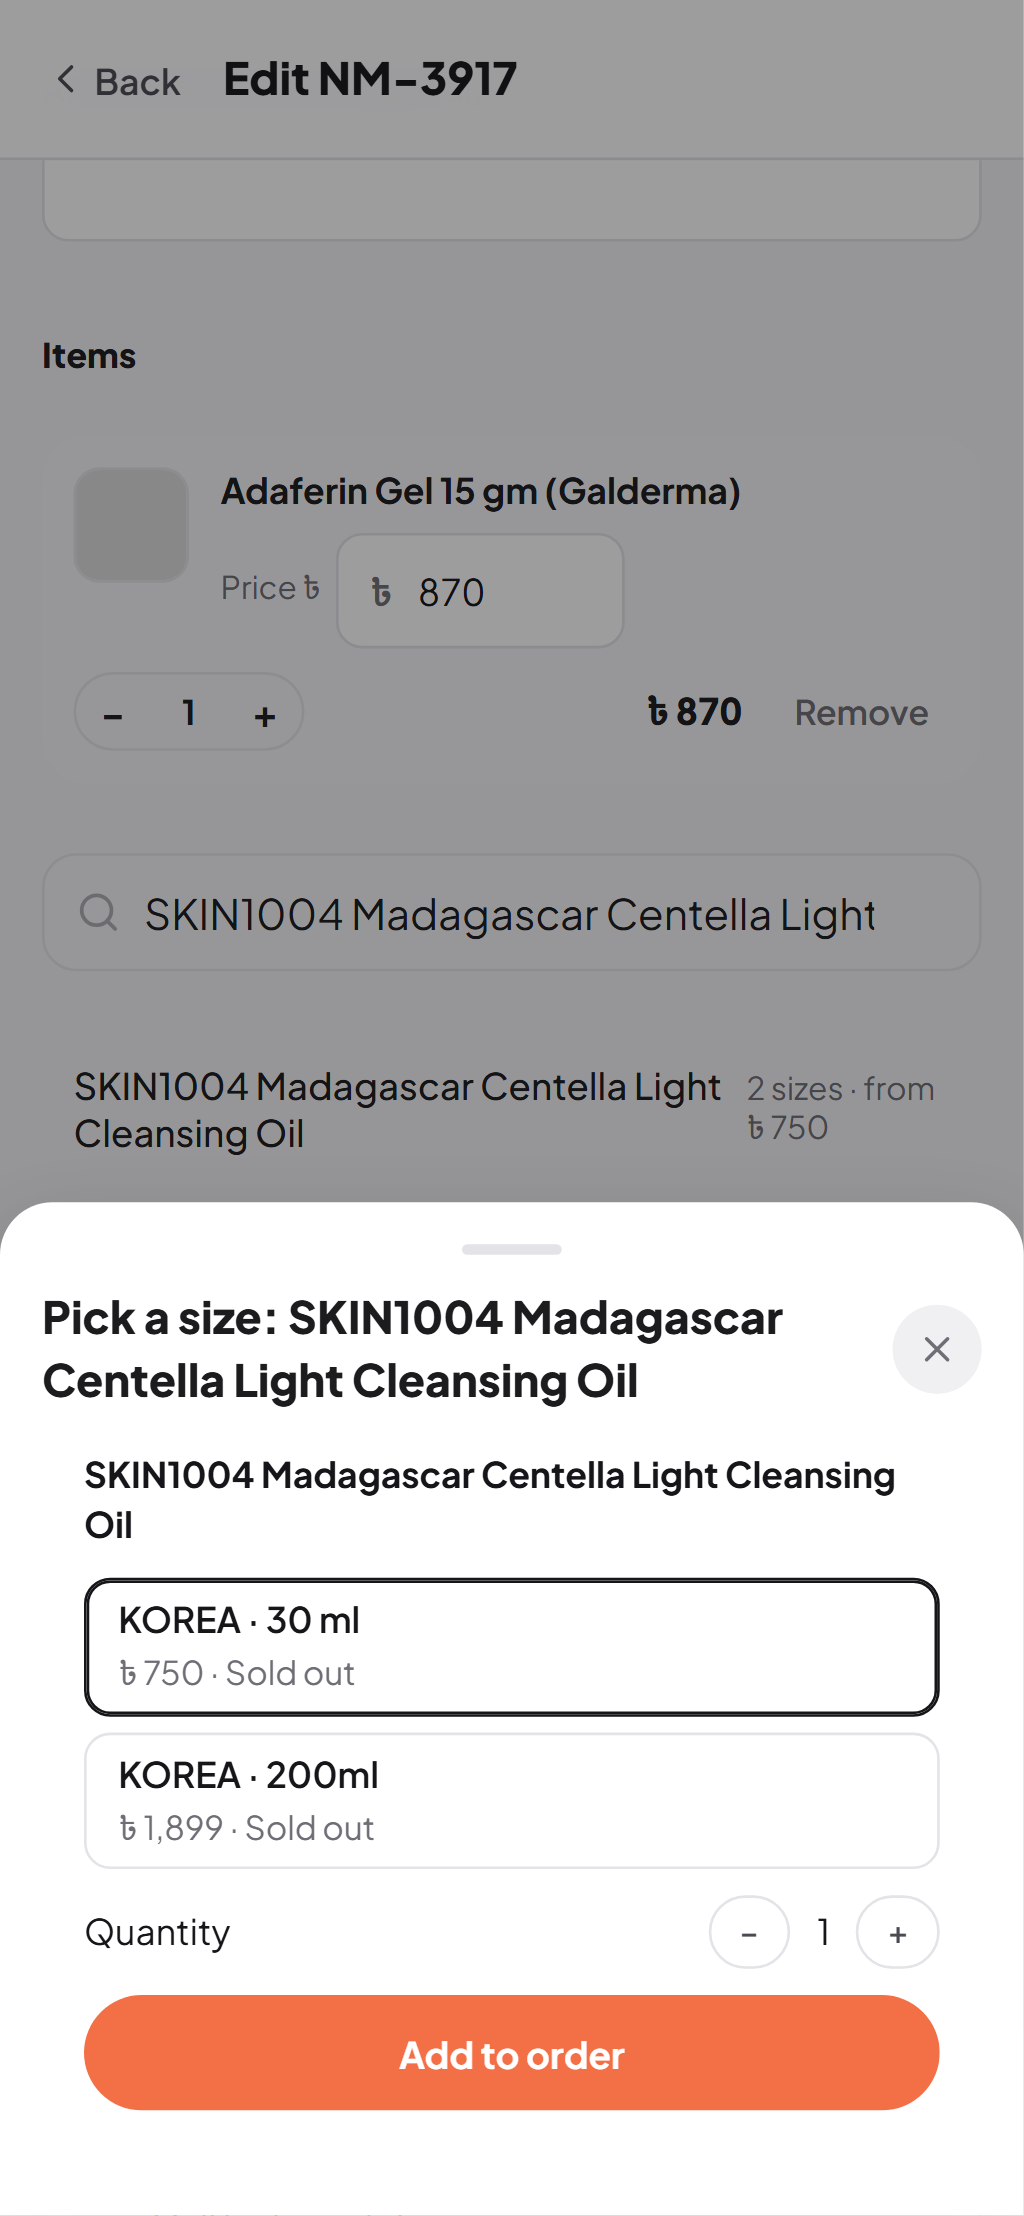 Back Edit NM-3917
Items
Adaferin Gel 15 gm (Galderma)
Price ৳ ৳ 870
- 1 + ৳ 870 Remove
SKIN1004 Madagascar Centella Light
SKIN1004 Madagascar Centella Light
Cleansing Oil
2 sizes · from
৳ 750
Pick a size: SKIN1004 Madagascar
Centella Light Cleansing Oil
SKIN1004 Madagascar Centella Light Cleansing
Oil
KOREA · 30 ml
৳ 750 · Sold out
KOREA · 200ml
৳ 1,899 · Sold out
Quantity - 1 +
Add to order